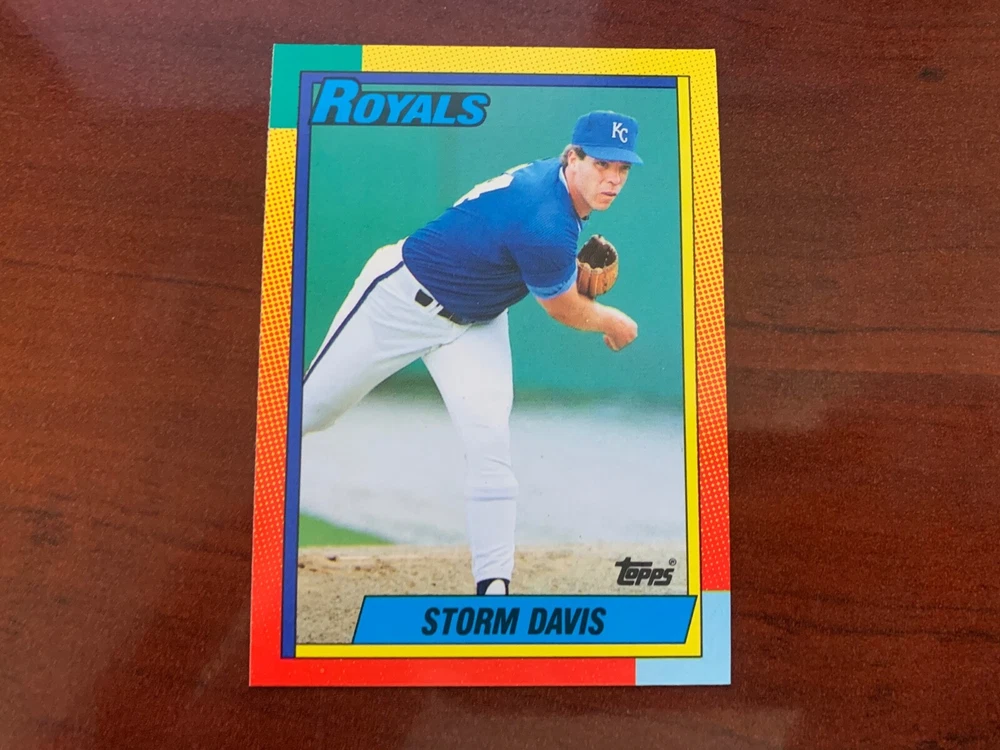 ROYALS
KC
topps®
STORM DAVIS